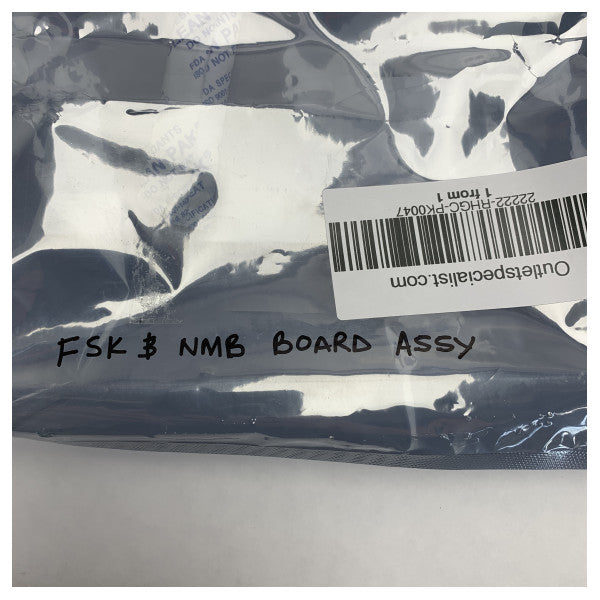 FSK & NMB BOARD ASSY
Outletspecialist.com
22222-RHGC-PK0047
1 from 1